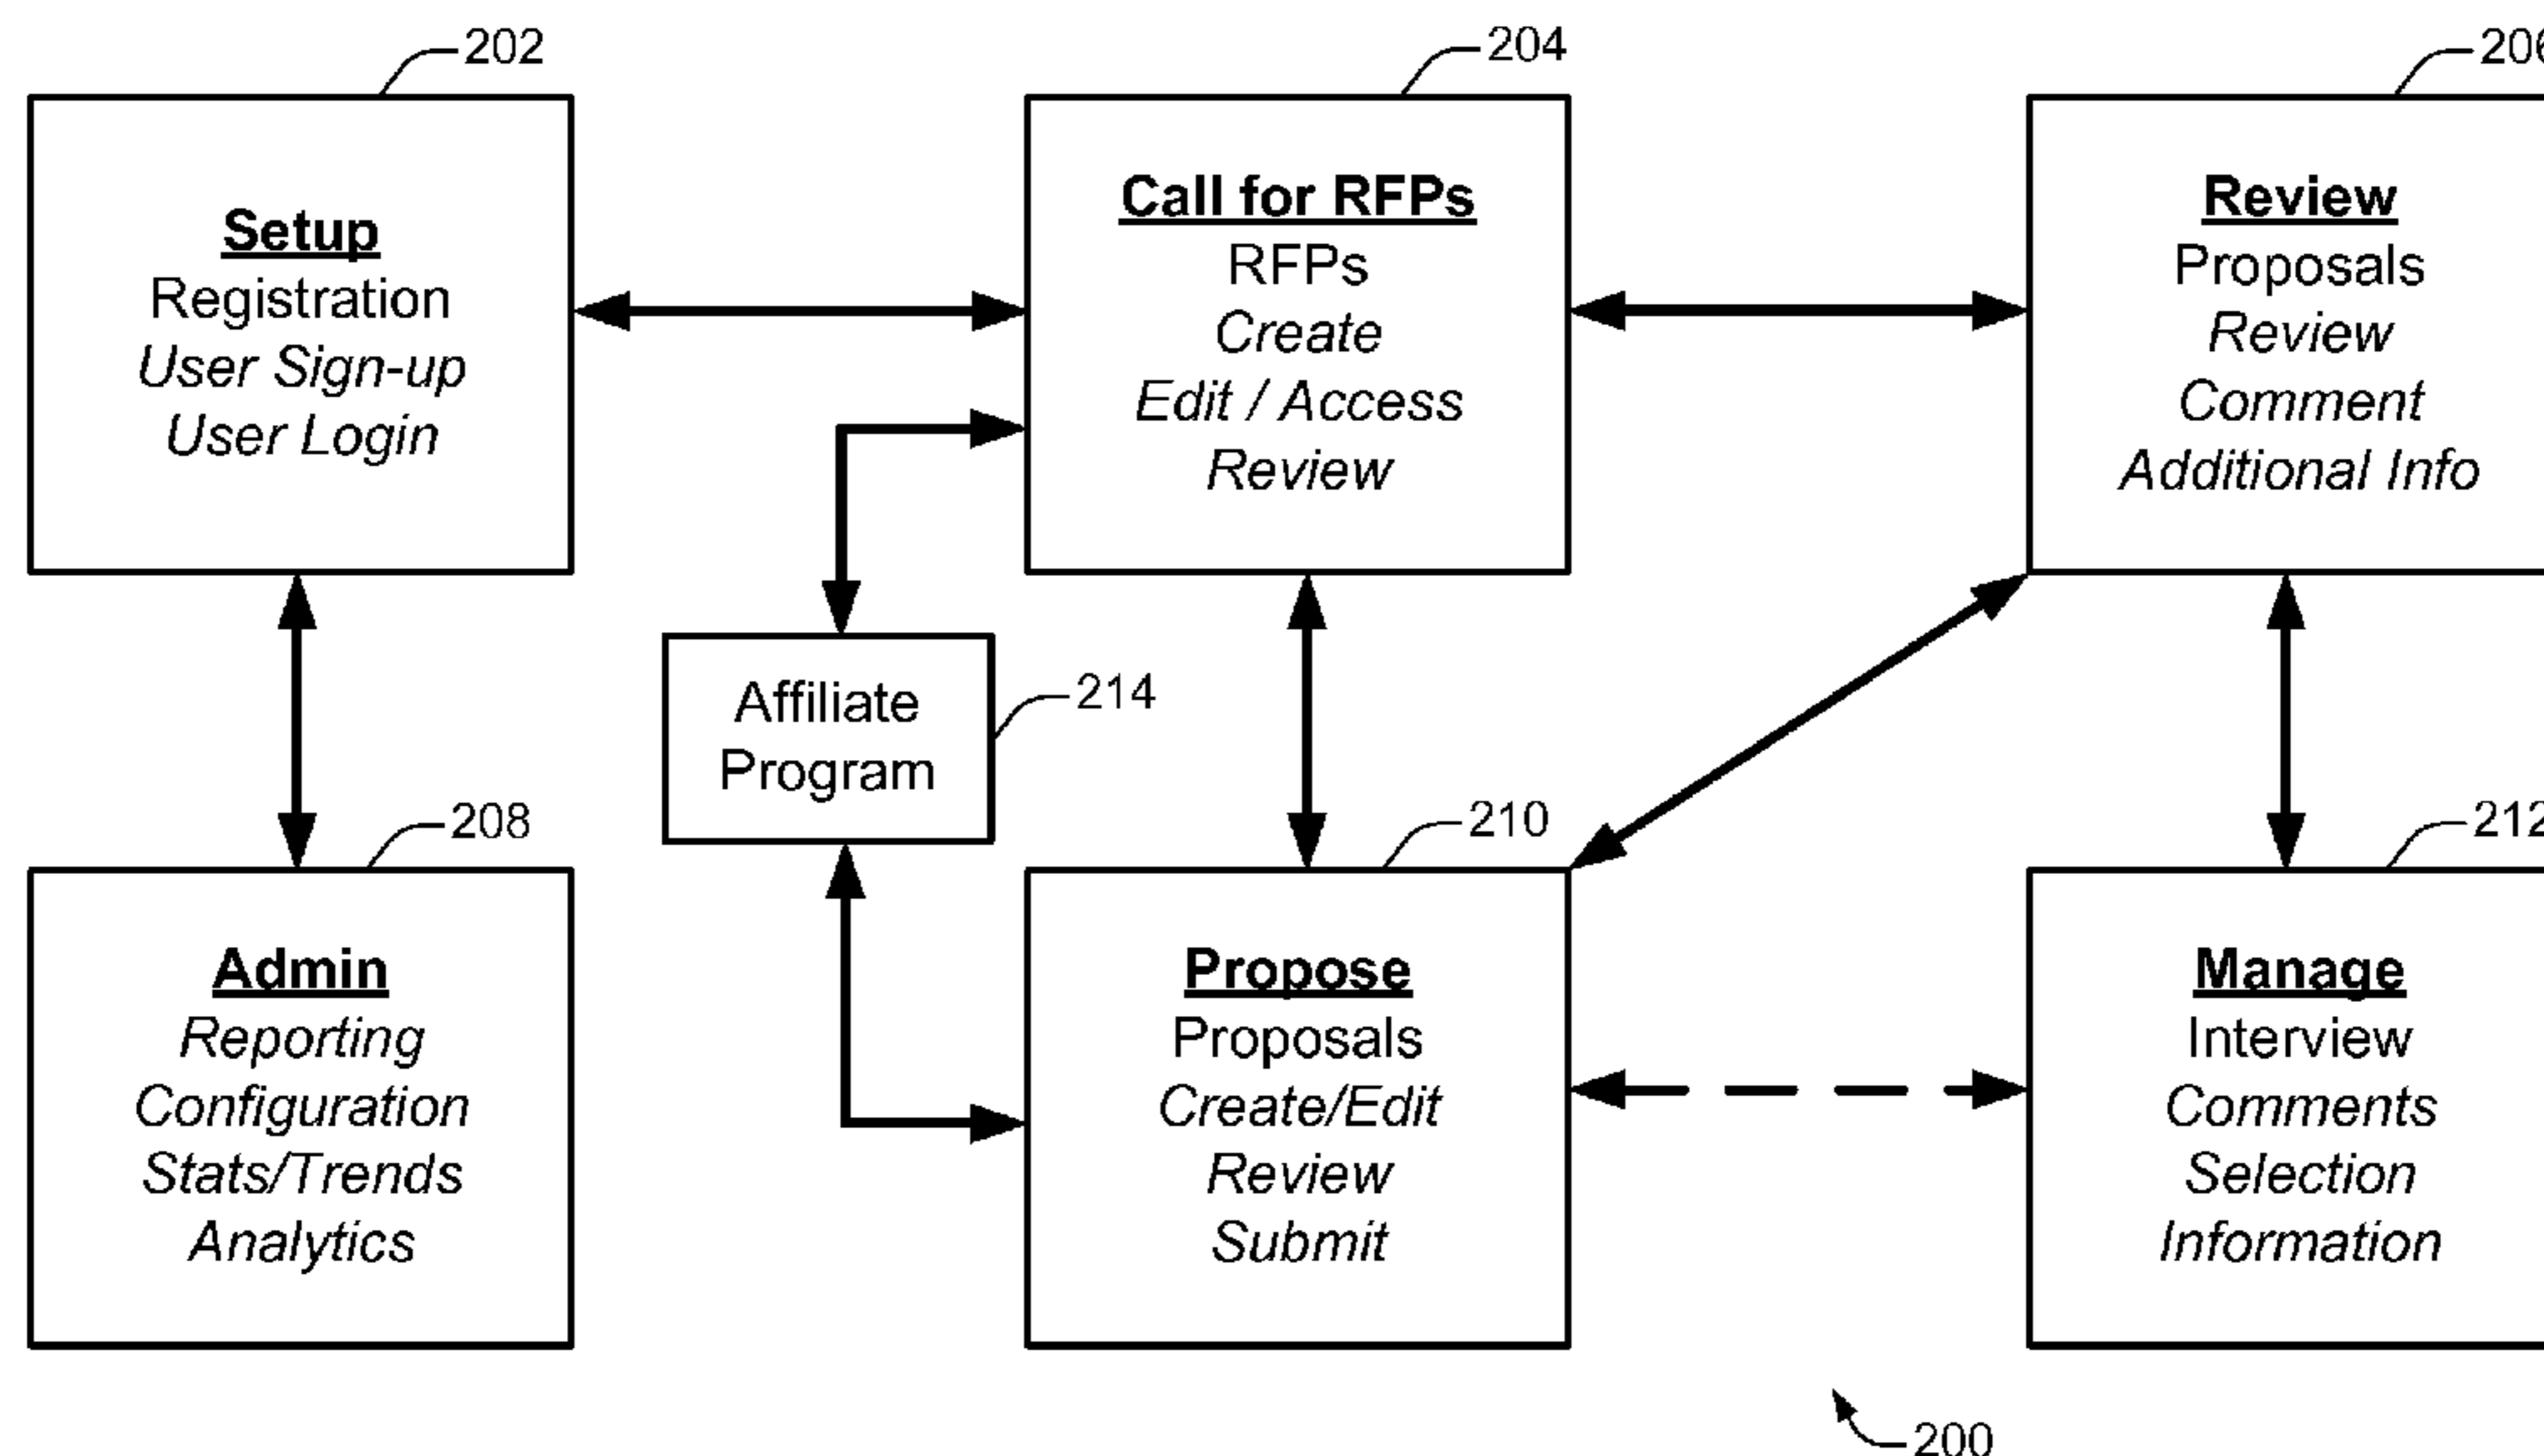 202
204
206
Setup
Registration
User Sign-up
User Login
Call for RFPs
RFPs
Create
Edit / Access
Review
Review
Proposals
Review
Comment
Additional Info
Affiliate
Program
214
208
210
212
Admin
Reporting
Configuration
Stats/Trends
Analytics
Propose
Proposals
Create/Edit
Review
Submit
Manage
Interview
Comments
Selection
Information
200